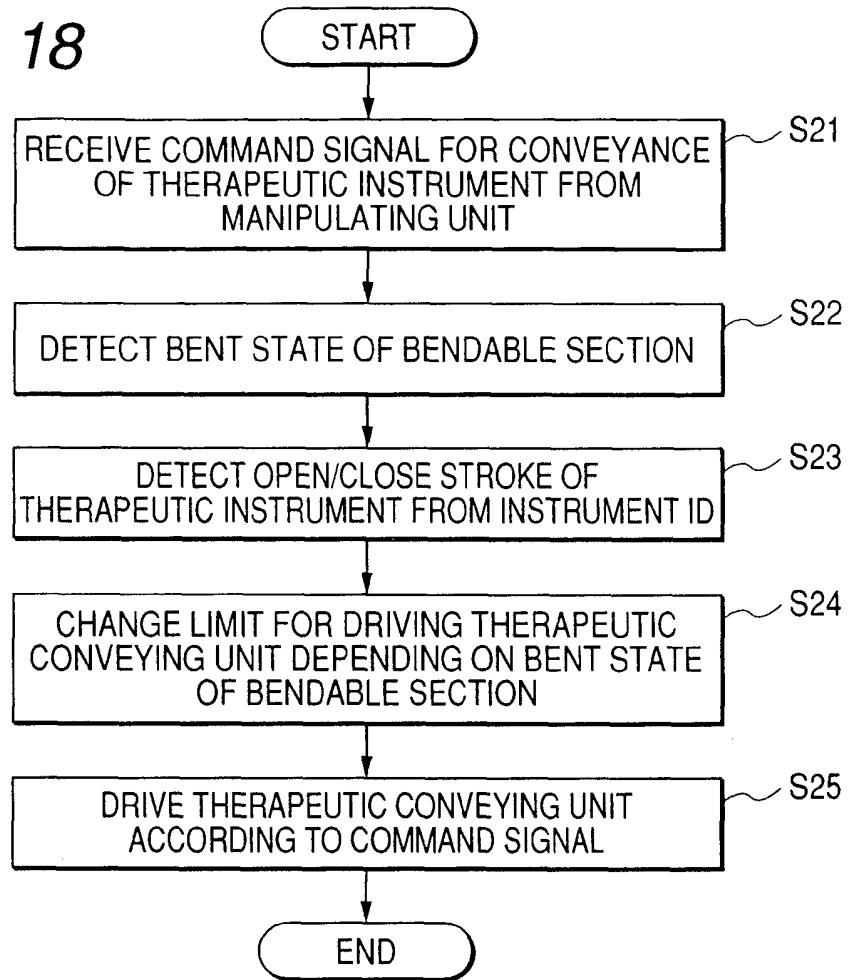 18
START
RECEIVE COMMAND SIGNAL FOR CONVEYANCE
OF THERAPEUTIC INSTRUMENT FROM
MANIPULATING UNIT
S21
DETECT BENT STATE OF BENDABLE SECTION
S22
DETECT OPEN/CLOSE STROKE OF
THERAPEUTIC INSTRUMENT FROM INSTRUMENT ID
S23
CHANGE LIMIT FOR DRIVING THERAPEUTIC
CONVEYING UNIT DEPENDING ON BENT STATE
OF BENDABLE SECTION
S24
DRIVE THERAPEUTIC CONVEYING UNIT
ACCORDING TO COMMAND SIGNAL
S25
END